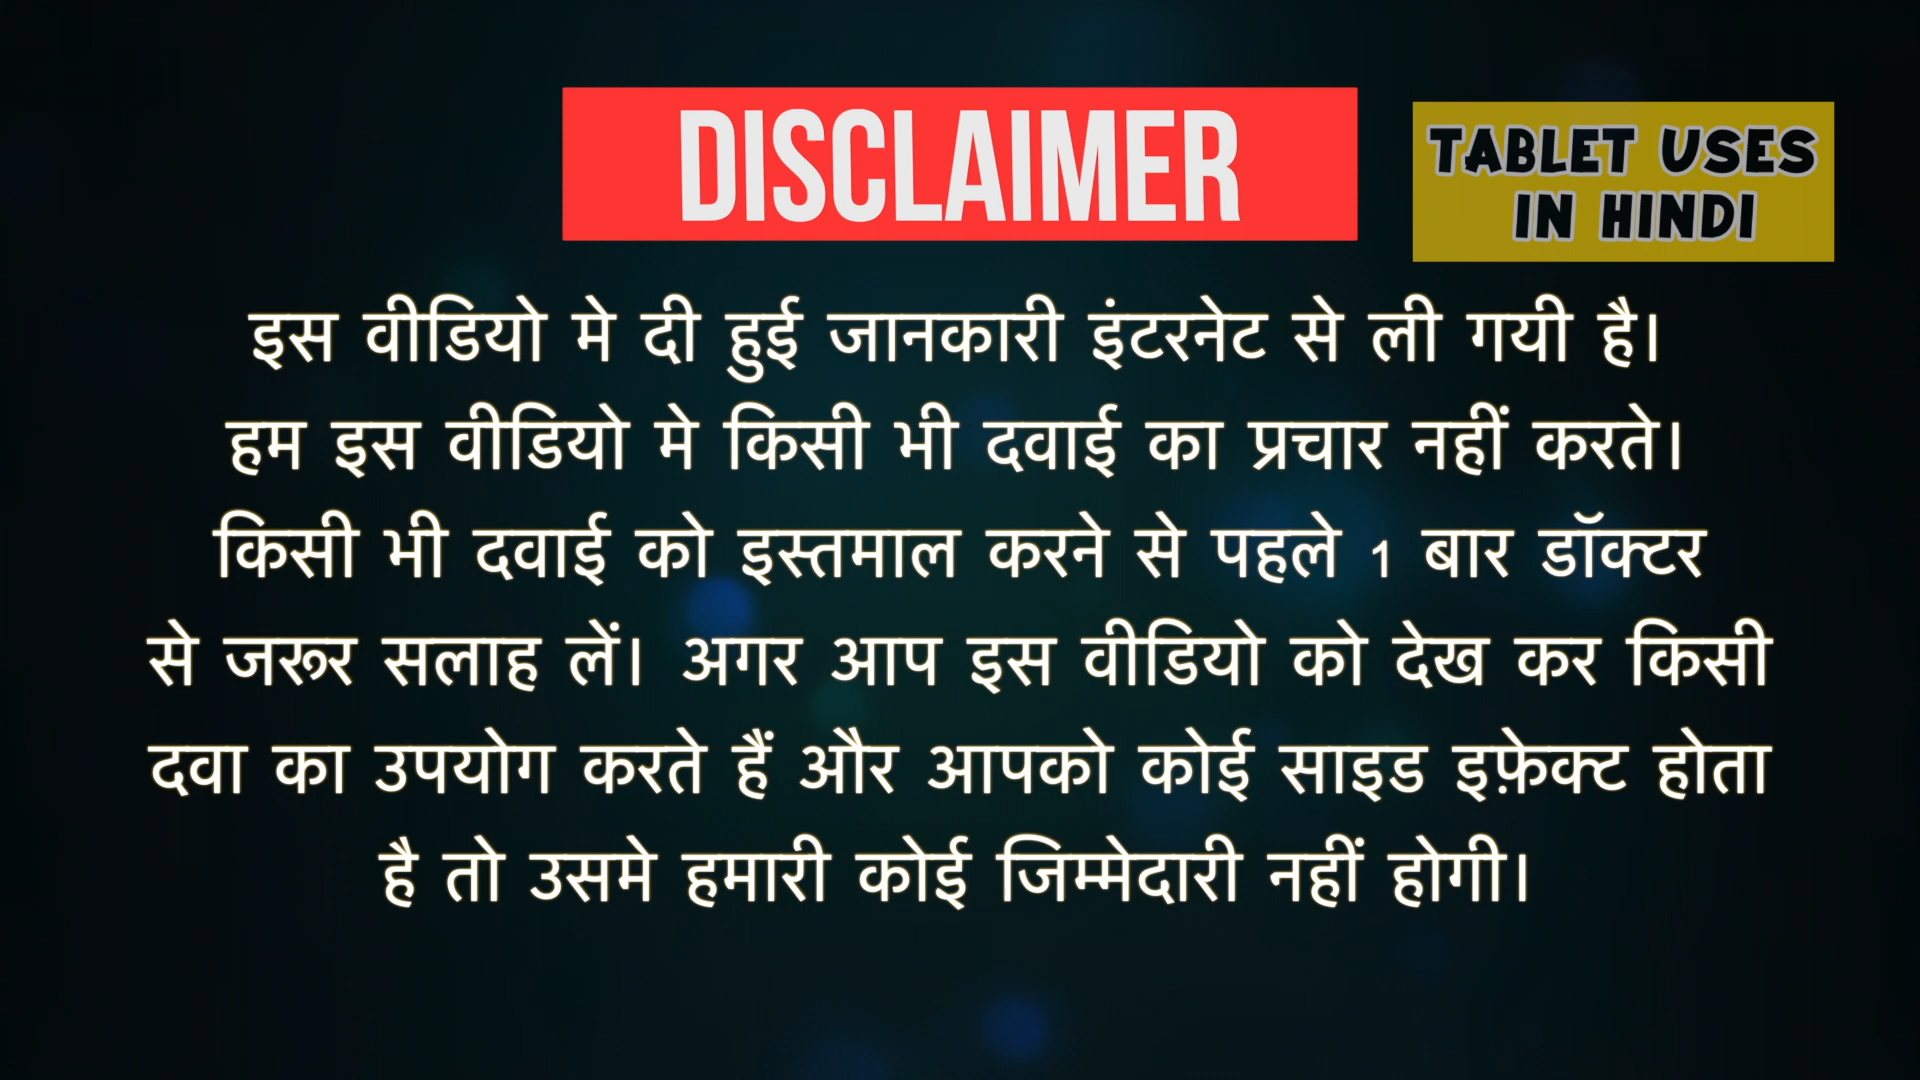 DISCLAIMER
TABLET USES
IN HINDI
इस वीडियो मे दी हुई जानकारी इंटरनेट से ली गयी है।
हम इस वीडियो मे किसी भी दवाई का प्रचार नहीं करते।
किसी भी दवाई को इस्तमाल करने से पहले 1 बार डॉक्टर
से जरूर सलाह लें। अगर आप इस वीडियो को देख कर किसी
दवा का उपयोग करते हैं और आपको कोई साइड इफ़ेक्ट होता
है तो उसमे हमारी कोई जिम्मेदारी नहीं होगी।